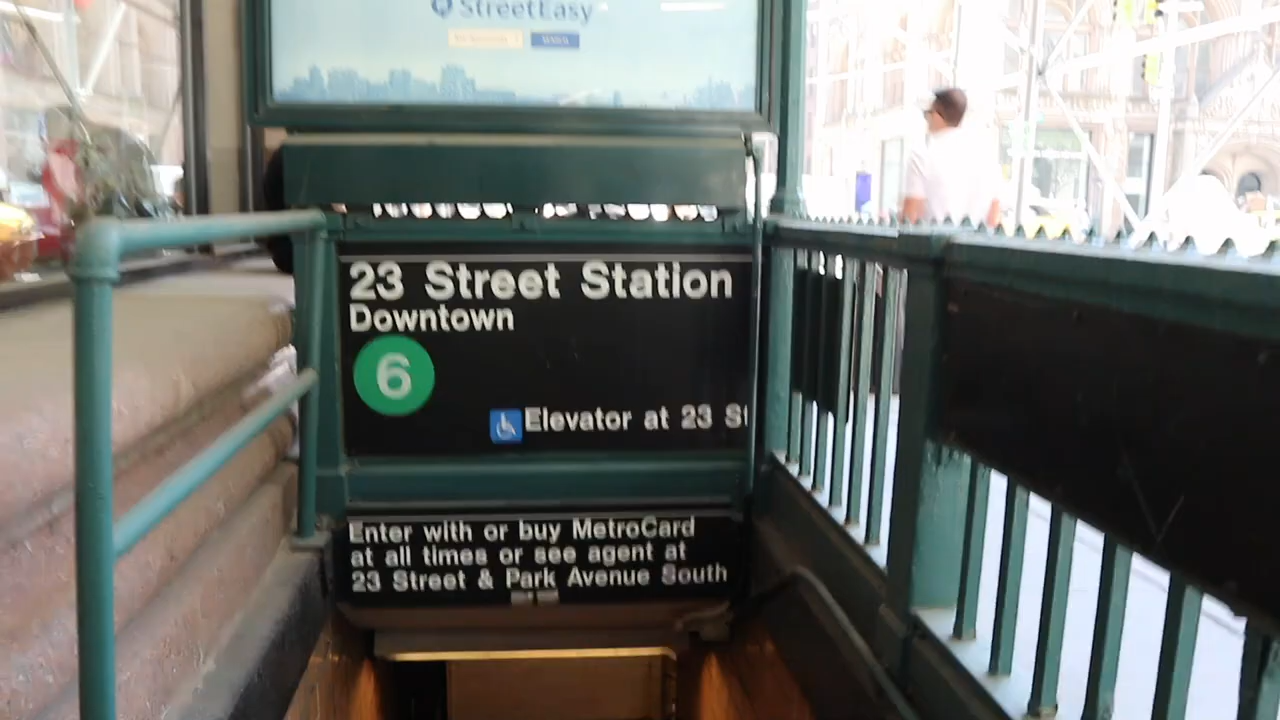 StreetEasy
23 Street Station
Downtown
6
Elevator at 23 St
Enter with or buy MetroCard
at all times or see agent at
23 Street & Park Avenue South